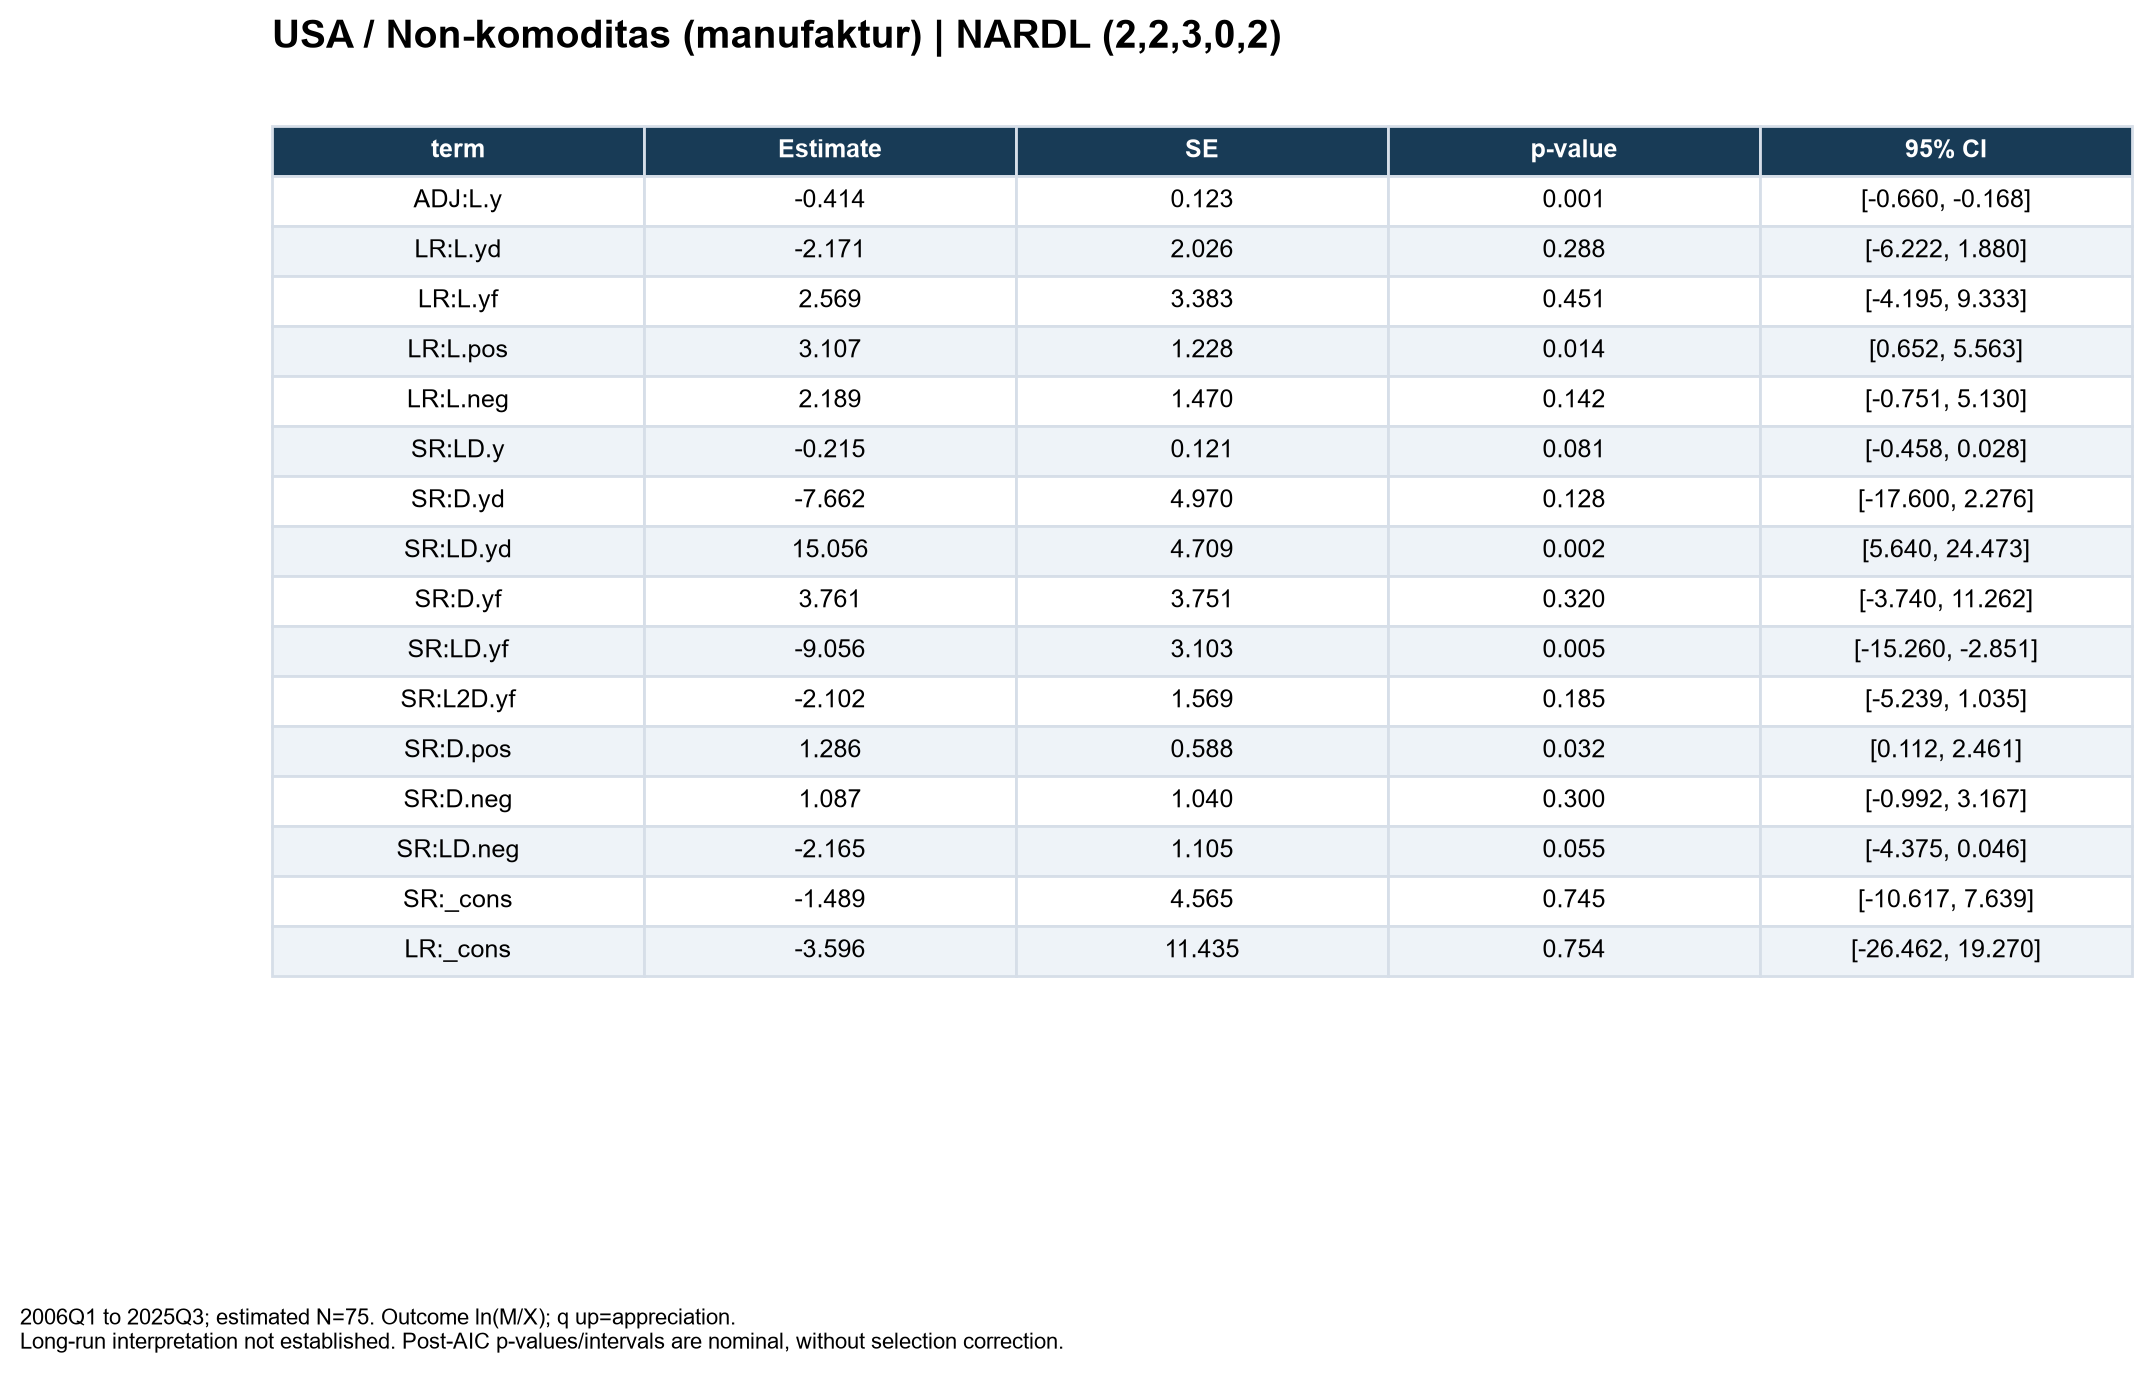 USA / Non-komoditas (manufaktur) | NARDL (2,2,3,0,2)
term Estimate SE p-value 95% CI
ADJ:L.y -0.414 0.123 0.001 [-0.660, -0.168]
LR:L.yd -2.171 2.026 0.288 [-6.222, 1.880]
LR:L.yf 2.569 3.383 0.451 [-4.195, 9.333]
LR:L.pos 3.107 1.228 0.014 [0.652, 5.563]
LR:L.neg 2.189 1.470 0.142 [-0.751, 5.130]
SR:LD.y -0.215 0.121 0.081 [-0.458, 0.028]
SR:D.yd -7.662 4.970 0.128 [-17.600, 2.276]
SR:LD.yd 15.056 4.709 0.002 [5.640, 24.473]
SR:D.yf 3.761 3.751 0.320 [-3.740, 11.262]
SR:LD.yf -9.056 3.103 0.005 [-15.260, -2.851]
SR:L2D.yf -2.102 1.569 0.185 [-5.239, 1.035]
SR:D.pos 1.286 0.588 0.032 [0.112, 2.461]
SR:D.neg 1.087 1.040 0.300 [-0.992, 3.167]
SR:LD.neg -2.165 1.105 0.055 [-4.375, 0.046]
SR:_cons -1.489 4.565 0.745 [-10.617, 7.639]
LR:_cons -3.596 11.435 0.754 [-26.462, 19.270]
2006Q1 to 2025Q3; estimated N=75. Outcome ln(M/X); q up=appreciation.
Long-run interpretation not established. Post-AIC p-values/intervals are nominal, without selection correction.